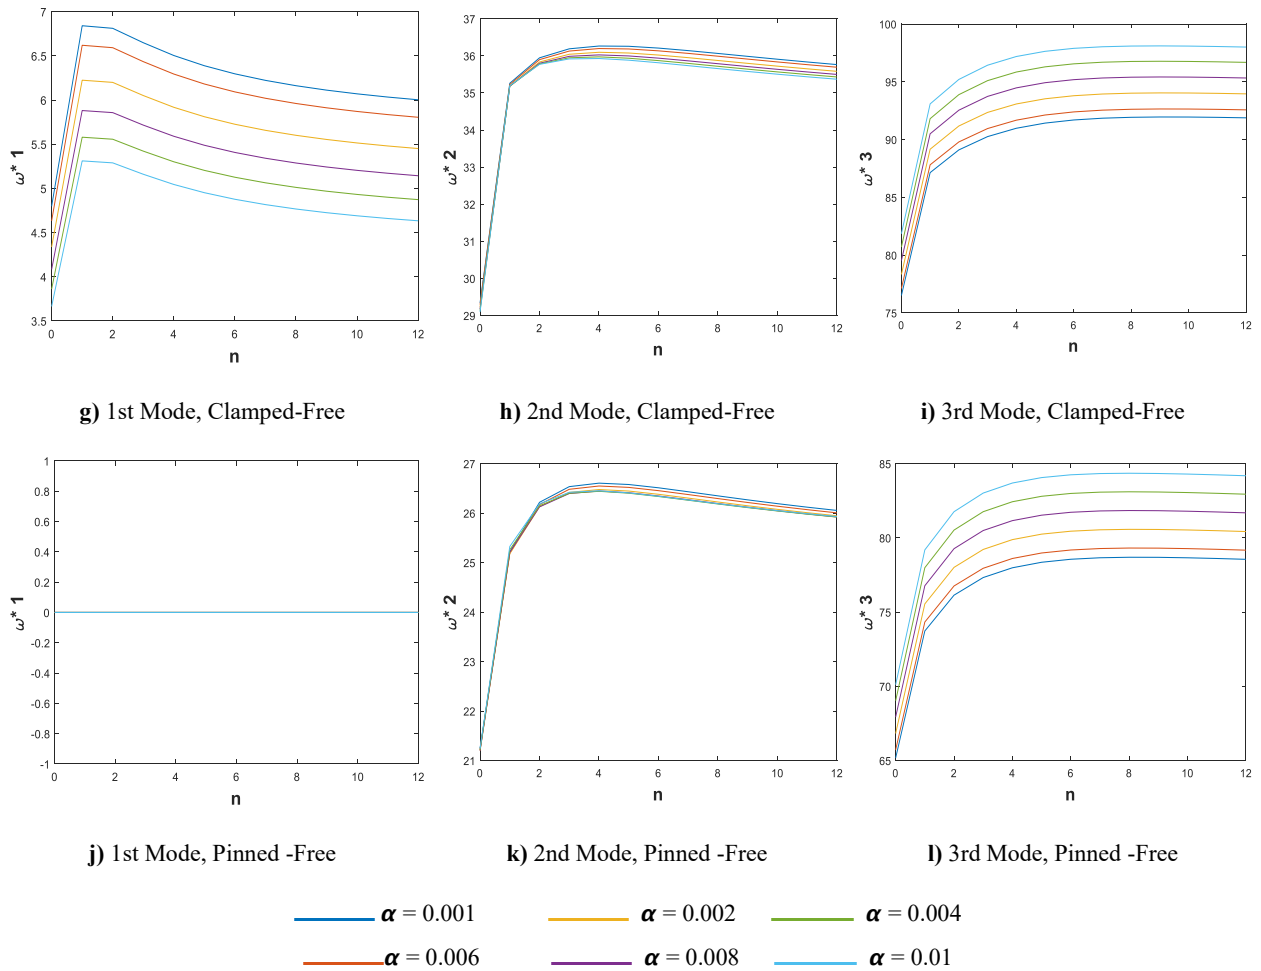 7
6.5
6
5.5
5
4.5
4
3.5
0 2 4 6 8 10 12
ω* 1
n
37
36
35
34
33
32
31
30
29
0 2 4 6 8 10 12
ω* 2
n
100
95
90
85
80
75
0 2 4 6 8 10 12
ω* 3
n
g) 1st Mode, Clamped-Free
h) 2nd Mode, Clamped-Free
i) 3rd Mode, Clamped-Free
1
0.8
0.6
0.4
0.2
0
-0.2
-0.4
-0.6
-0.8
-1
0 2 4 6 8 10 12
ω* 1
n
27
26
25
24
23
22
21
0 2 4 6 8 10 12
ω* 2
n
85
80
75
70
65
0 2 4 6 8 10 12
ω* 3
n
j) 1st Mode, Pinned -Free
k) 2nd Mode, Pinned -Free
l) 3rd Mode, Pinned -Free
α = 0.001 α = 0.002 α = 0.004
α = 0.006 α = 0.008 α = 0.01